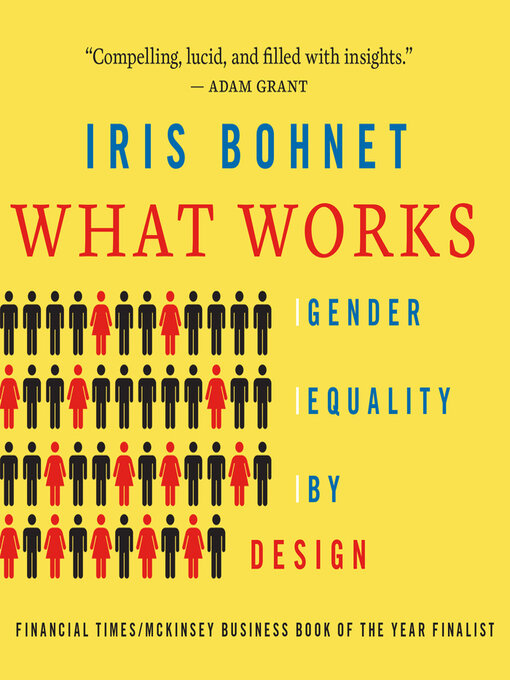 “Compelling, lucid, and filled with insights.”
— ADAM GRANT
IRIS BOHNET
WHAT WORKS
GENDER
EQUALITY
BY
DESIGN
FINANCIAL TIMES/MCKINSEY BUSINESS BOOK OF THE YEAR FINALIST